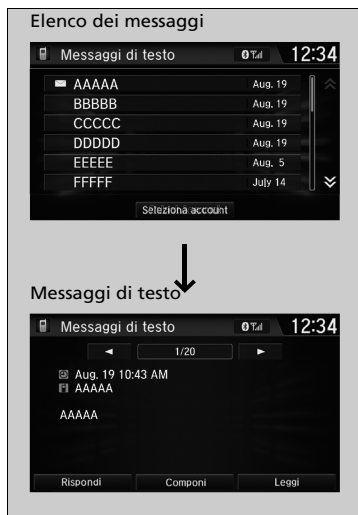 Elenco dei messaggi
Messaggi di testo 12:34
AAAAA Aug. 19
BBBBB Aug. 19
CCCCC Aug. 19
DDDDD Aug. 19
EEEEE Aug. 5
FFFFF July 14
Seleziona account
Messaggi di testo
Messaggi di testo 12:34
1/20
Aug. 19 10:43 AM
AAAAA
AAAAA
Rispondi Componi Leggi